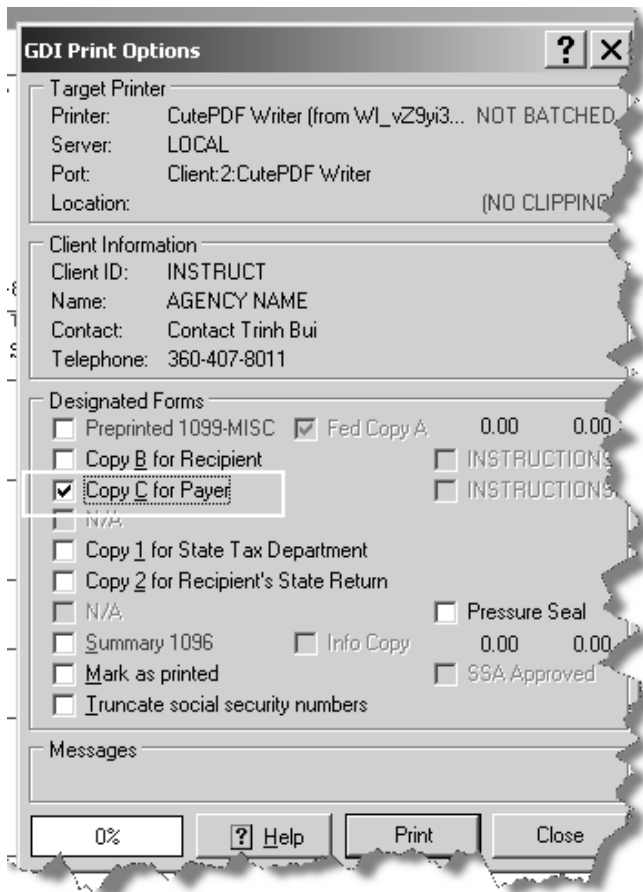 GDI Print Options
Target Printer
Printer: CutePDF Writer (from WI_vZ9yi3... NOT BATCHED
Server: LOCAL
Port: Client:2:CutePDF Writer
Location: (NO CLIPPING
Client Information
Client ID: INSTRUCT
Name: AGENCY NAME
Contact: Contact Trinh Bui
Telephone: 360-407-8011
Designated Forms
Preprinted 1099-MISC Fed Copy A 0.00 0.00
Copy B for Recipient INSTRUCTIONS
Copy C for Payer INSTRUCTIONS
N/A
Copy 1 for State Tax Department
Copy 2 for Recipient's State Return
N/A Pressure Seal
Summary 1096 Info Copy 0.00 0.00
Mark as printed SSA Approved
Truncate social security numbers
Messages
0% ? Help Print Close